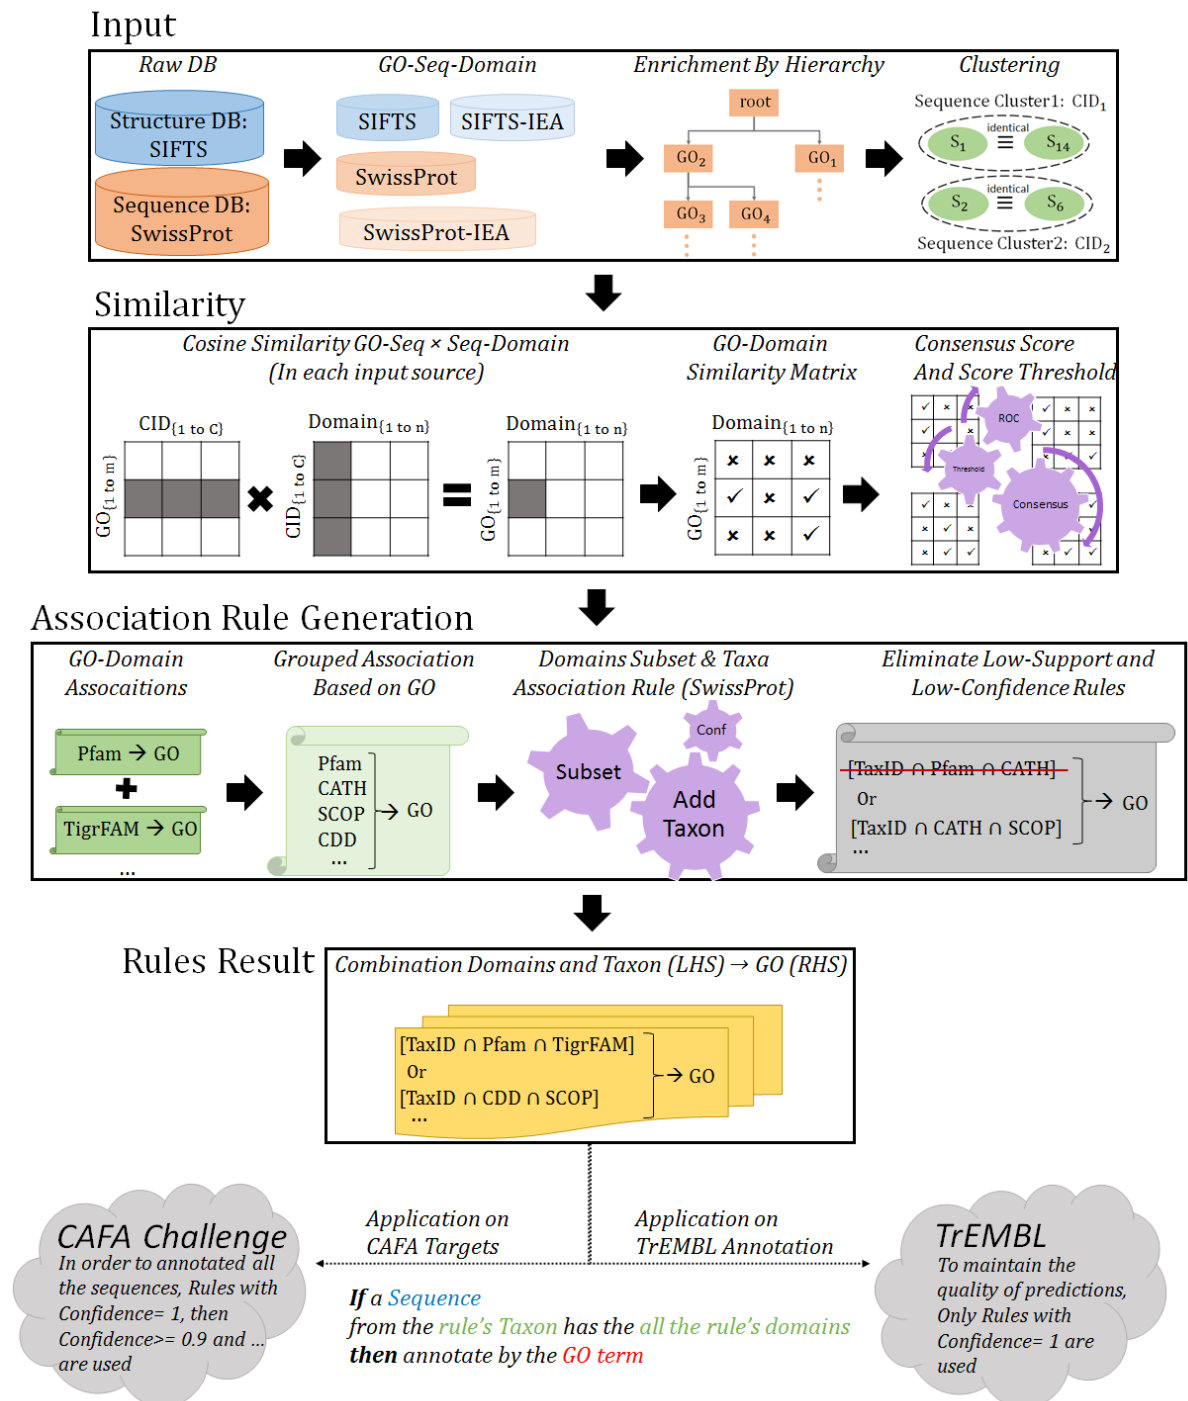 Input
Raw DB
GO-Seq-Domain
Enrichment By Hierarchy
Clustering
Structure DB:
SIFTS
Sequence DB:
SwissProt
SIFTS
SIFTS-IEA
SwissProt
SwissProt-IEA
root
GO2
GO1
GO3
GO4
Sequence Cluster1: CID1
S1
identical
≡
S14
S2
identical
≡
S6
Sequence Cluster2: CID2
Similarity
Cosine Similarity GO-Seq × Seq-Domain
(In each input source)
GO-Domain
Similarity Matrix
Consensus Score
And Score Threshold
CID{1 to C}
GO{1 to m}
Domain{1 to n}
CID{1 to C}
Domain{1 to n}
GO{1 to m}
Domain{1 to n}
GO{1 to m}
ROC
Threshold
Consensus
Association Rule Generation
GO-Domain
Assocaitions
Grouped Association
Based on GO
Domains Subset & Taxa
Association Rule (SwissProt)
Eliminate Low-Support and
Low-Confidence Rules
Pfam → GO
TigrFAM → GO
...
Pfam
CATH
SCOP
CDD
...
→ GO
Subset
Conf
Add
Taxon
[TaxID ∩ Pfam ∩ CATH]
Or
[TaxID ∩ CATH ∩ SCOP]
...
→ GO
Rules Result
Combination Domains and Taxon (LHS) → GO (RHS)
[TaxID ∩ Pfam ∩ TigrFAM]
Or
[TaxID ∩ CDD ∩ SCOP]
...
→ GO
Application on
CAFA Targets
Application on
TrEMBL Annotation
CAFA Challenge
In order to annotated all
the sequences, Rules with
Confidence= 1, then
Confidence>= 0.9 and ...
are used
If a Sequence
from the rule's Taxon has the all the rule's domains
then annotate by the GO term
TrEMBL
To maintain the
quality of predictions,
Only Rules with
Confidence= 1 are
used